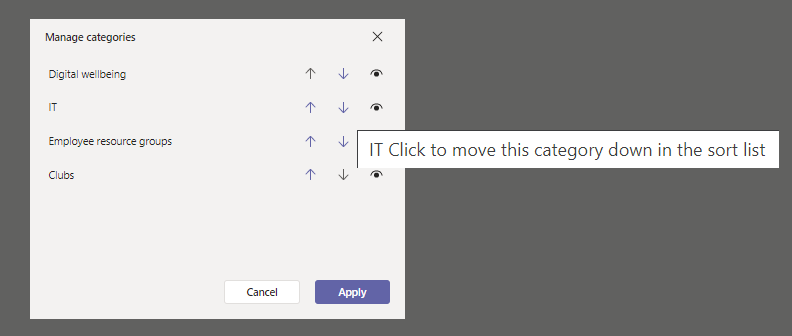 Manage categories
Digital wellbeing
IT
Employee resource groups
IT Click to move this category down in the sort list
Clubs
Cancel
Apply